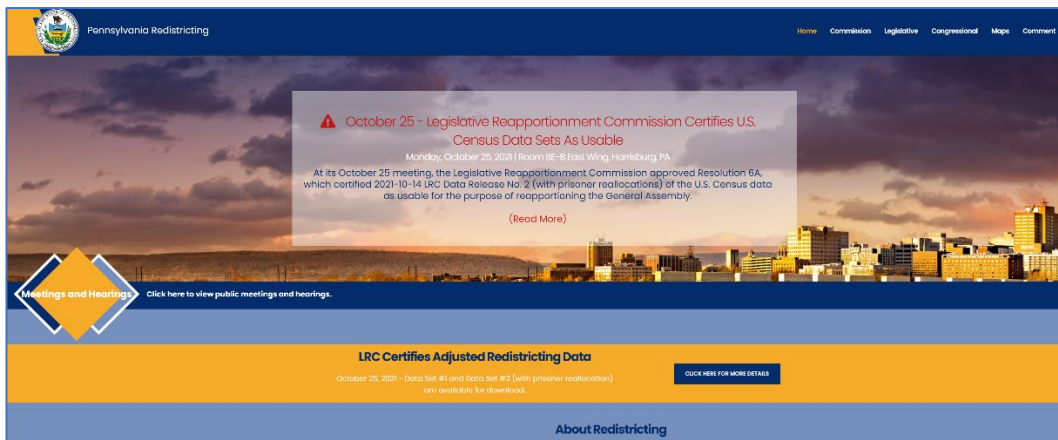 Pennsylvania Redistricting
Home Commission Legislative Congressional Maps Comment
October 25 - Legislative Reapportionment Commission Certifies U.S.
Census Data Sets As Usable
Monday, October 25, 2021 | Room 8E-B East Wing, Harrisburg, PA
At its October 25 meeting, the Legislative Reapportionment Commission approved Resolution 6A,
which certified 2021-10-14 LRC Data Release No. 2 (with prisoner reallocations) of the U.S. Census data
as usable for the purpose of reapportioning the General Assembly.
(Read More)
Meetings and Hearings
Click here to view public meetings and hearings.
LRC Certifies Adjusted Redistricting Data
October 25, 2021 - Data Set #1 and Data Set #2 (with prisoner reallocation)
are available for download.
CLICK HERE FOR MORE DETAILS
About Redistricting